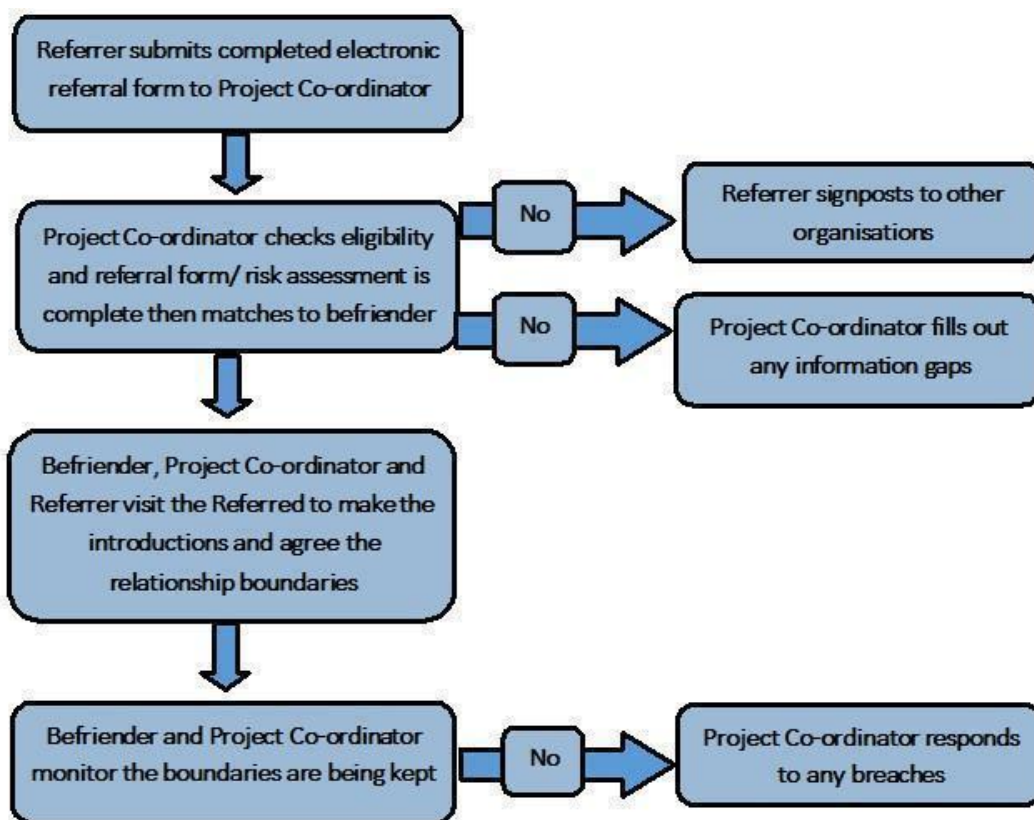 Referrer submits completed electronic
referral form to Project Co-ordinator
No
Referrer signposts to other
organisations
Project Co-ordinator checks eligibility
and referral form/ risk assessment is
complete then matches to befriender
No
Project Co-ordinator fills out
any information gaps
Befriender, Project Co-ordinator and
Referrer visit the Referred to make the
introductions and agree the
relationship boundaries
Befriender and Project Co-ordinator
monitor the boundaries are being kept
No
Project Co-ordinator responds
to any breaches